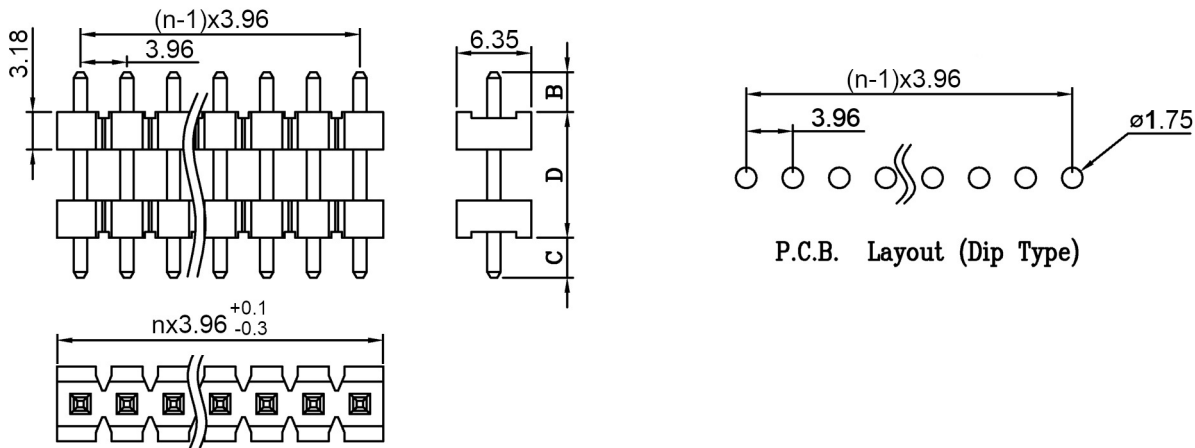 (n-1)x3.96
3.96
3.18
6.35
B
D
C
nx3.96 +0.1 -0.3
(n-1)x3.96
3.96
ø1.75
P.C.B. Layout (Dip Type)